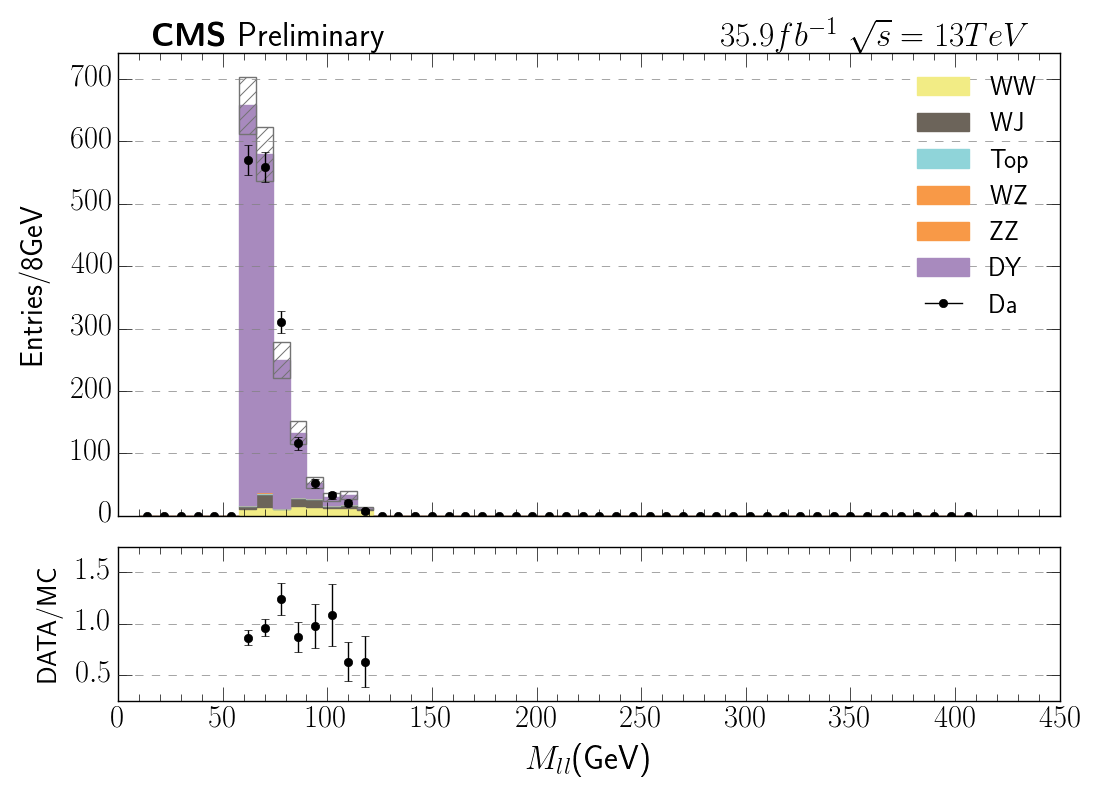 CMS Preliminary
35.9fb⁻¹ √s = 13TeV
700
600
500
400
300
200
100
0
Entries/8GeV
WW
WJ
Top
WZ
ZZ
DY
Da
1.5
1.0
0.5
DATA/MC
0 50 100 150 200 250 300 350 400 450
M_{ll}(GeV)